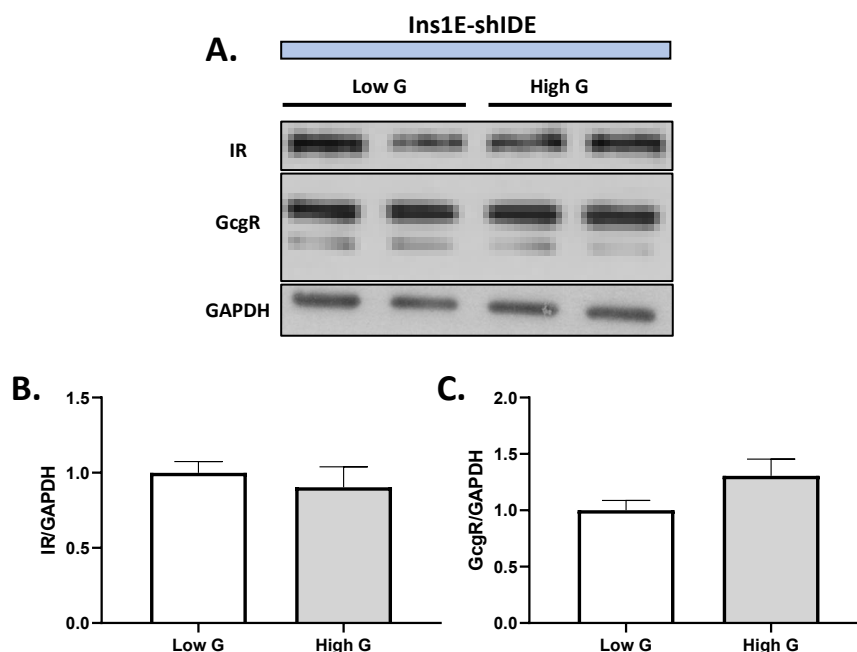 Ins1E-shIDE
A.
Low G High G
IR
GcgR
GAPDH
B.
1.5
1.0
0.5
0.0
IR/GAPDH
Low G High G
C.
2.0
1.5
1.0
0.5
0.0
GcgR/GAPDH
Low G High G